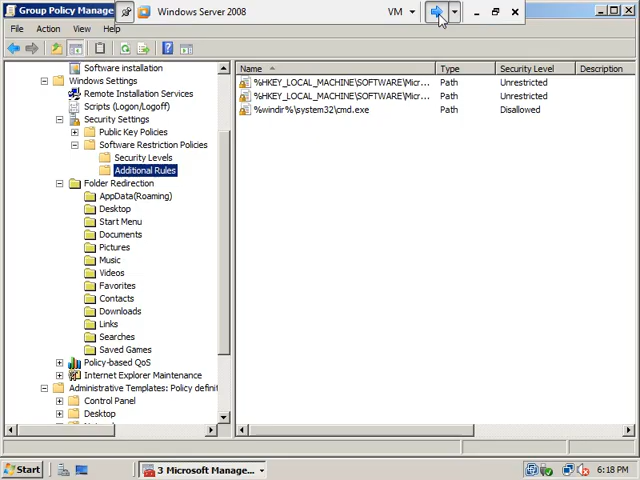 Group Policy Manage
Windows Server 2008
VM
File Action View Help
Software installation
Windows Settings
Remote Installation Services
Scripts (Logon/Logoff)
Security Settings
Public Key Policies
Software Restriction Policies
Security Levels
Additional Rules
Folder Redirection
AppData(Roaming)
Desktop
Start Menu
Documents
Pictures
Music
Videos
Favorites
Contacts
Downloads
Links
Searches
Saved Games
Policy-based QoS
Internet Explorer Maintenance
Administrative Templates: Policy definit
Control Panel
Desktop
Name Type Security Level Description
%HKEY_LOCAL_MACHINE\SOFTWARE\Micr... Path Unrestricted
%HKEY_LOCAL_MACHINE\SOFTWARE\Micr... Path Unrestricted
%windir%\system32\cmd.exe Path Disallowed
Start
3 Microsoft Manage...
6:18 PM